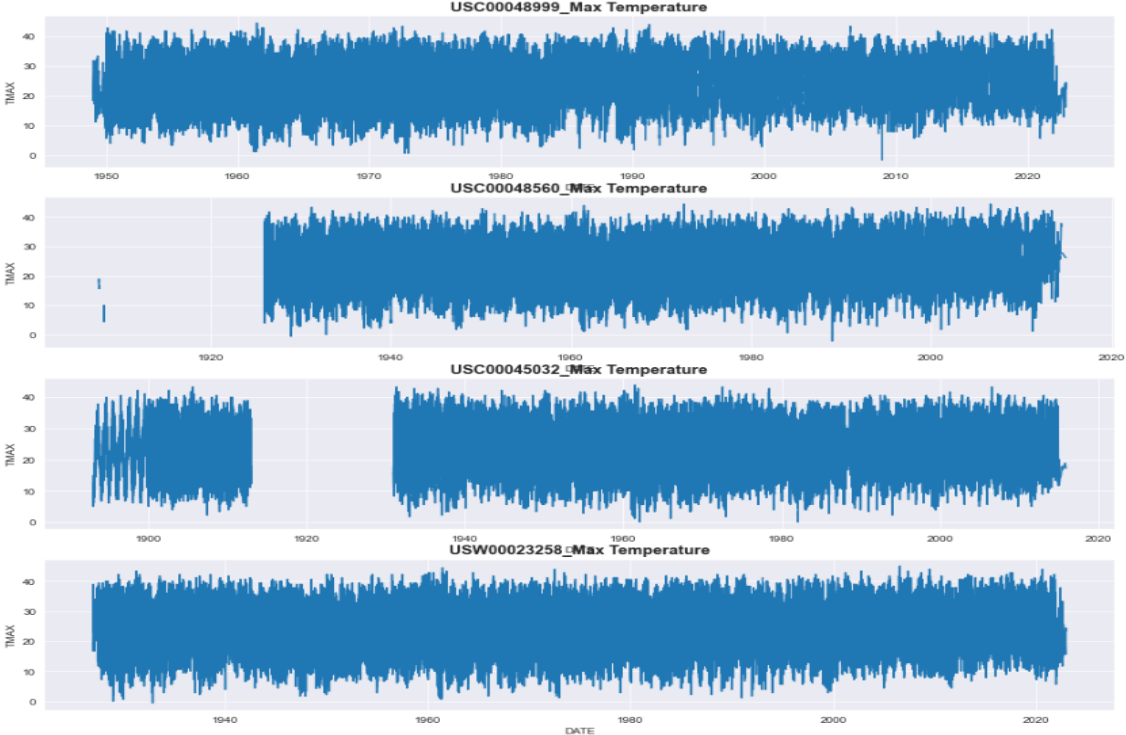 USC00048999_Max Temperature
40
30
20
10
0
TMAX
1950 1960 1970 1980 1990 2000 2010 2020
USC00048560_Max Temperature
40
30
20
10
0
TMAX
1920 1940 1960 1980 2000 2020
USC00045032_Max Temperature
40
30
20
10
0
TMAX
1900 1920 1940 1960 1980 2000 2020
USW00023258_Max Temperature
40
30
20
10
0
TMAX
1940 1960 1980 2000 2020
DATE